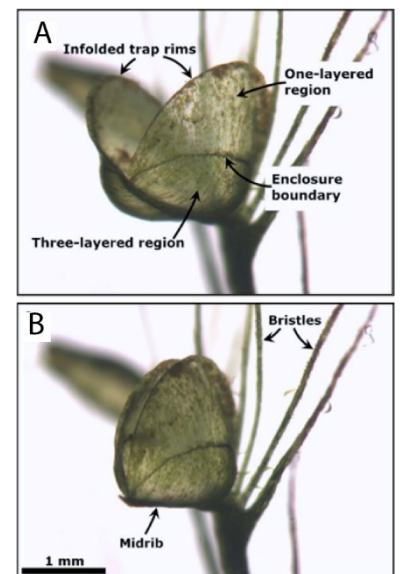 A
Infolded trap rims
One-layered
region
Enclosure
boundary
Three-layered region
B
Bristles
Midrib
1 mm